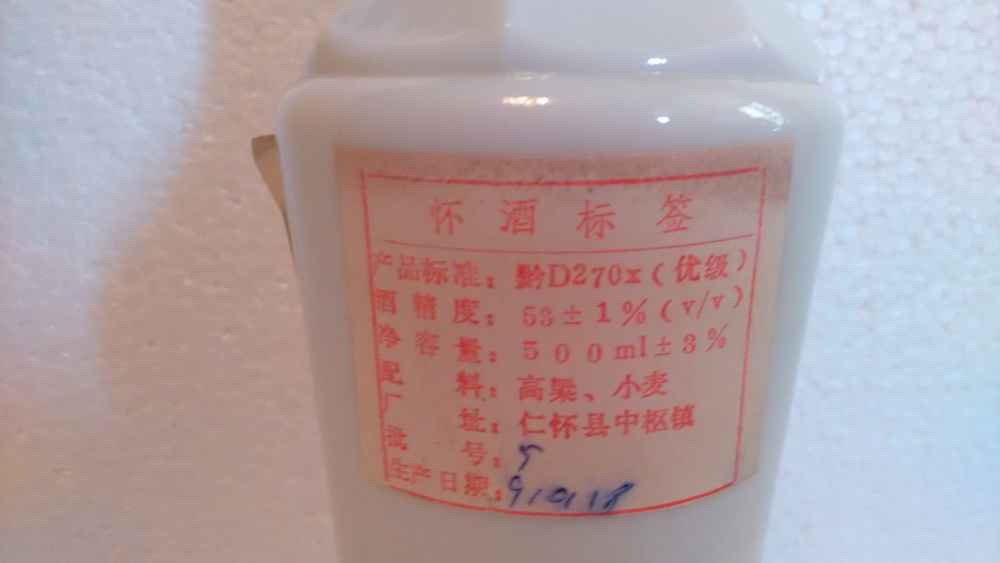 怀酒标签
产品标准：黔D270x（优级）
酒精度：53±1%（v/v）
净容量：500ml±3%
配料：高粱、小麦
厂址：仁怀县中枢镇
批号：5
生产日期：